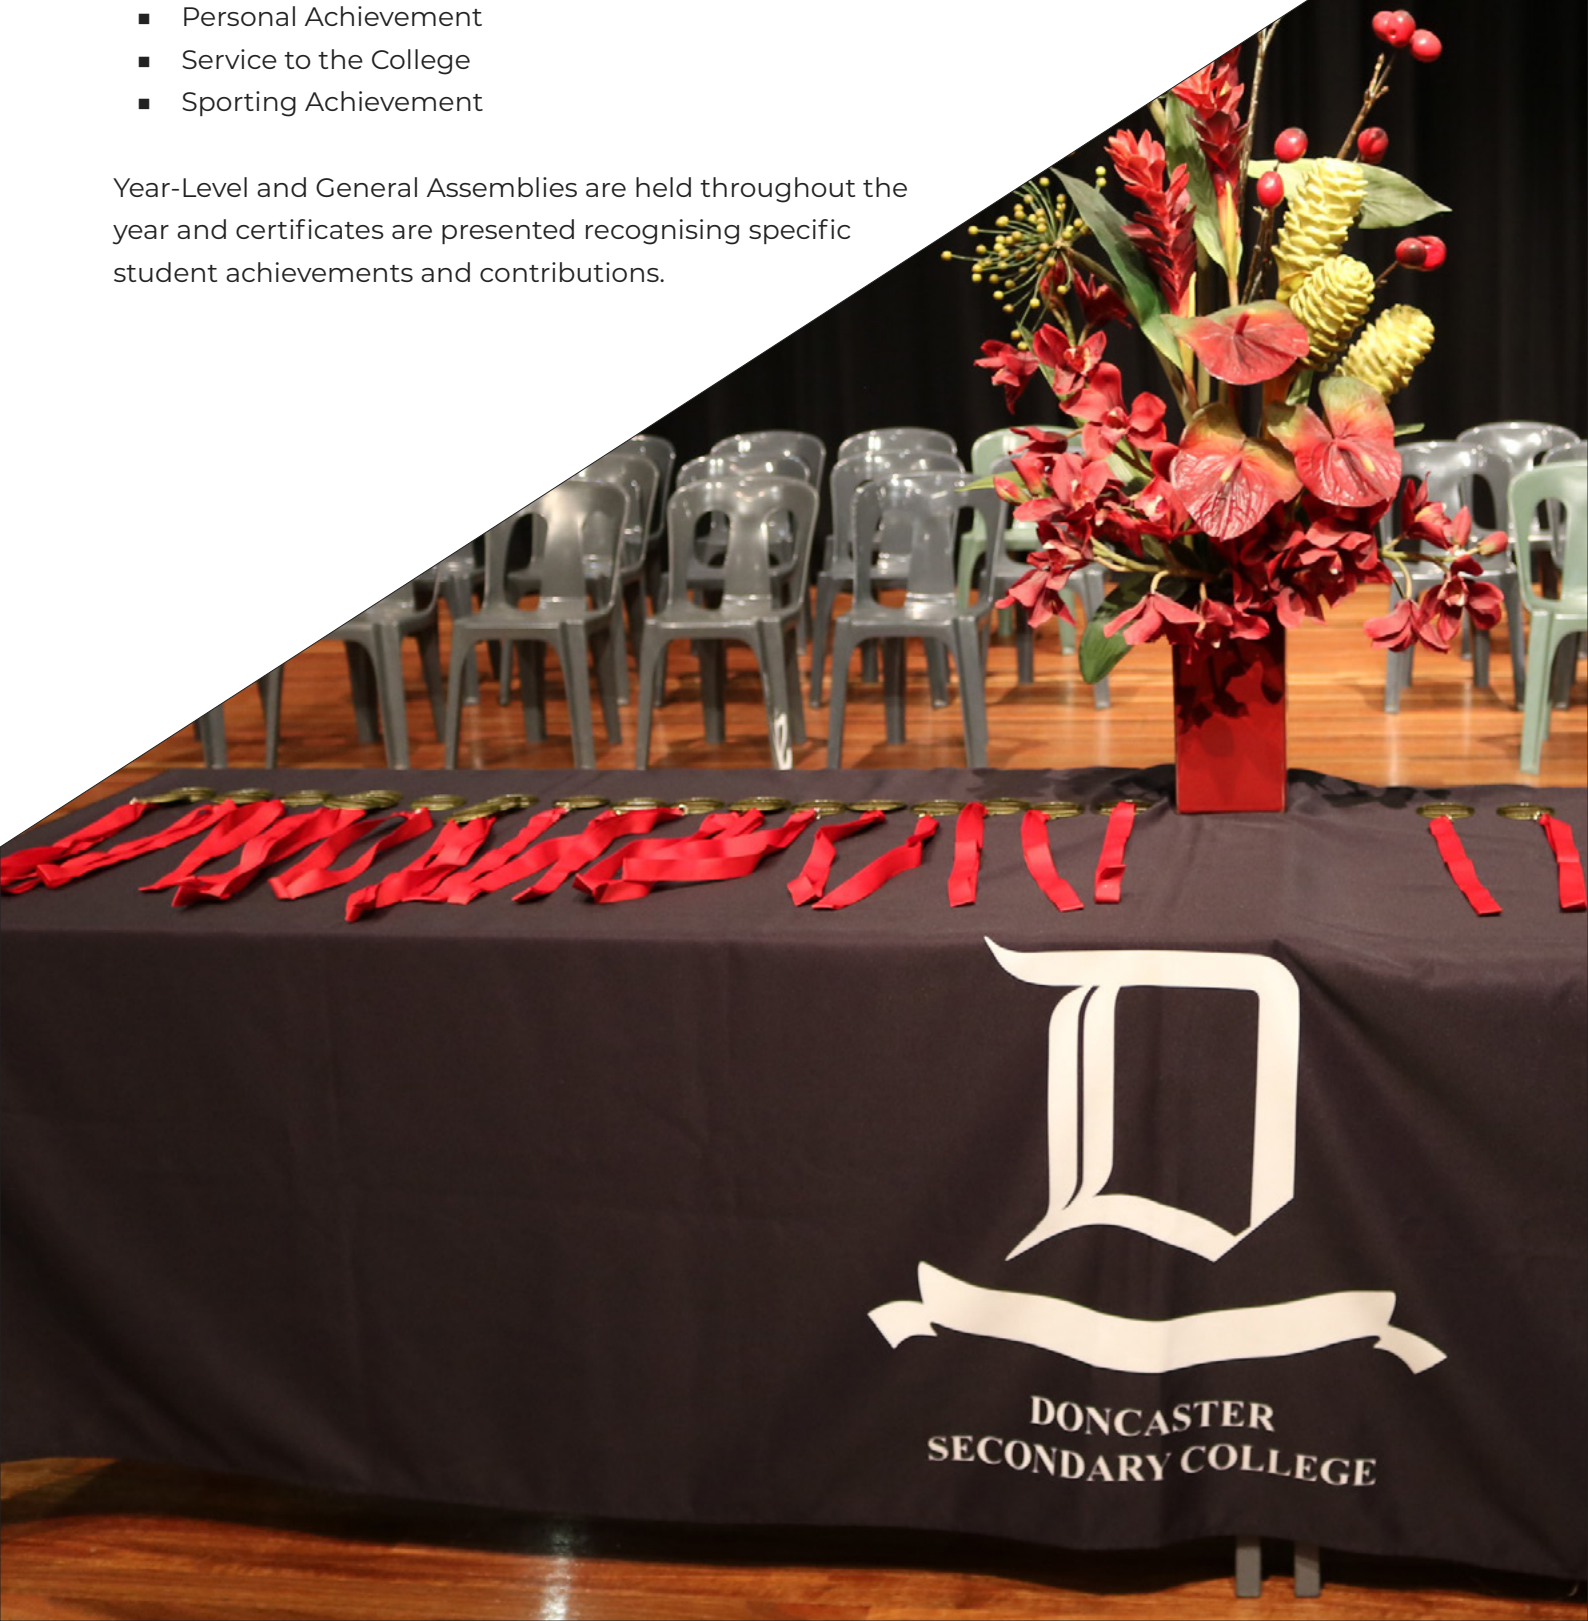 ▪ Personal Achievement
▪ Service to the College
▪ Sporting Achievement
Year-Level and General Assemblies are held throughout the
year and certificates are presented recognising specific
student achievements and contributions.
D
DONCASTER
SECONDARY COLLEGE